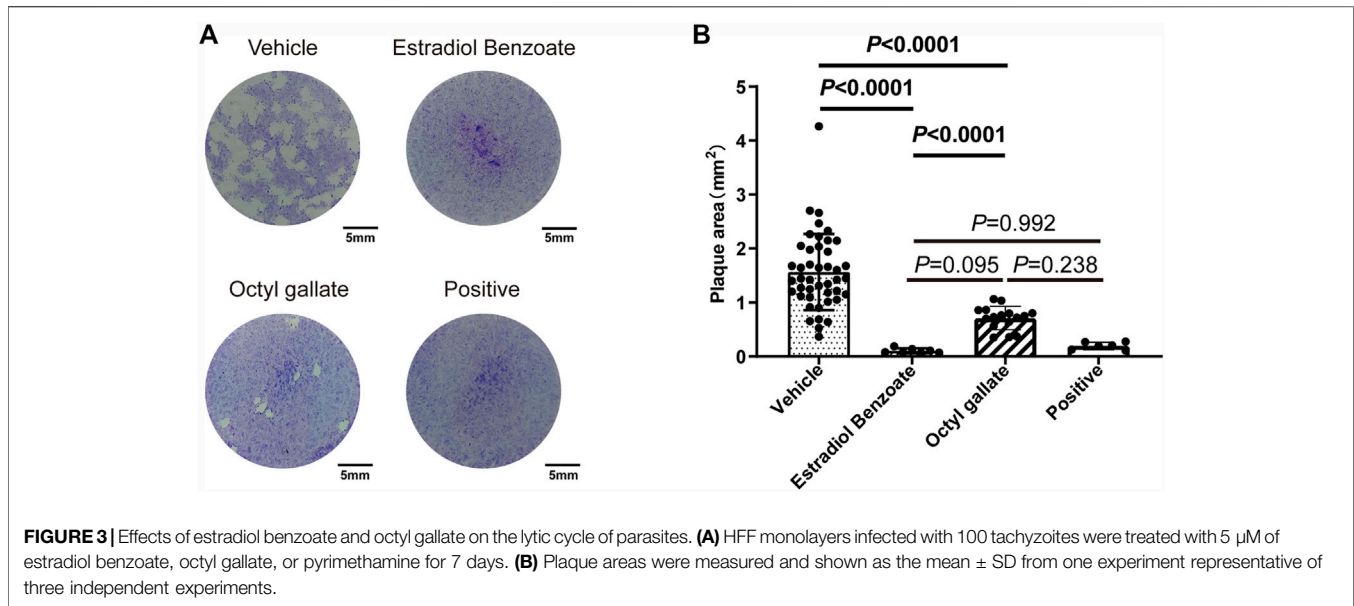 A
Vehicle
Estradiol Benzoate
5mm
5mm
Octyl gallate
Positive
5mm
5mm
B
P<0.0001
P<0.0001
P<0.0001
P=0.992
P=0.095
P=0.238
Plaque area (mm²)
5
4
3
2
1
0
Vehicle
Estradiol Benzoate
Octyl gallate
Positive
FIGURE 3 | Effects of estradiol benzoate and octyl gallate on the lytic cycle of parasites. (A) HFF monolayers infected with 100 tachyzoites were treated with 5 µM of
estradiol benzoate, octyl gallate, or pyrimethamine for 7 days. (B) Plaque areas were measured and shown as the mean ± SD from one experiment representative of
three independent experiments.